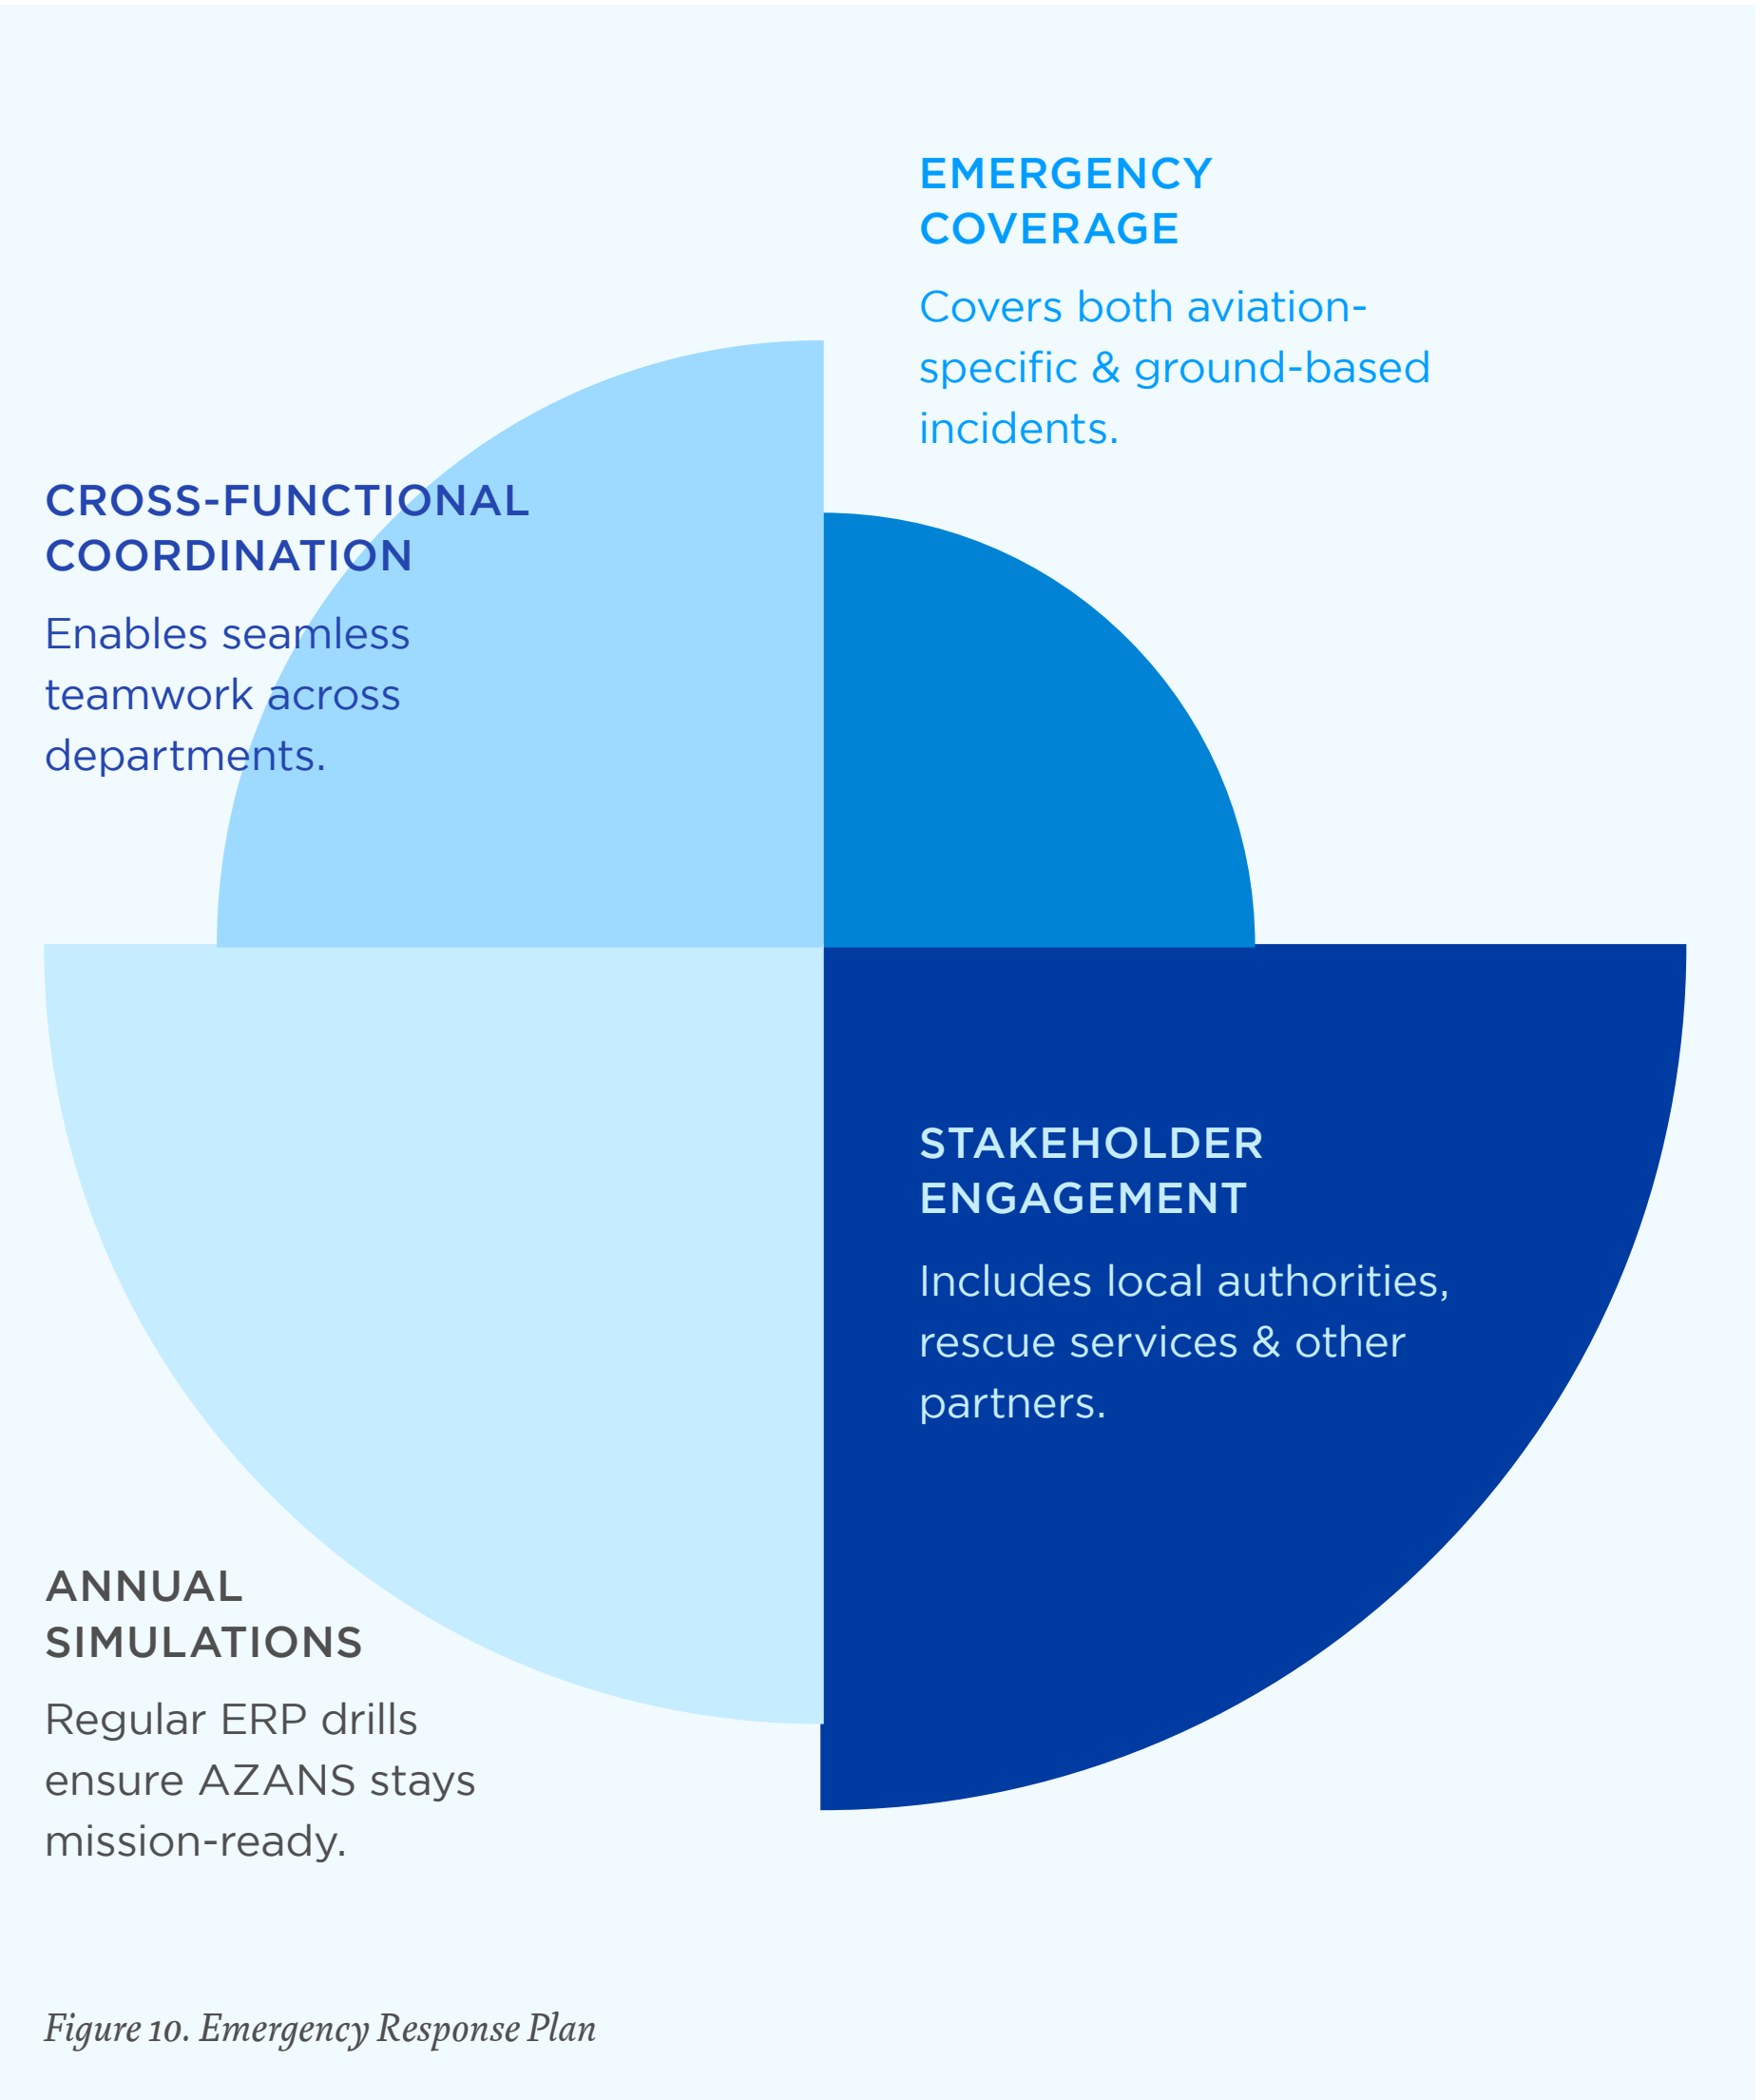 EMERGENCY
COVERAGE
Covers both aviation-
specific & ground-based
incidents.
CROSS-FUNCTIONAL
COORDINATION
Enables seamless
teamwork across
departments.
STAKEHOLDER
ENGAGEMENT
Includes local authorities,
rescue services & other
partners.
ANNUAL
SIMULATIONS
Regular ERP drills
ensure AZANS stays
mission-ready.
Figure 10. Emergency Response Plan